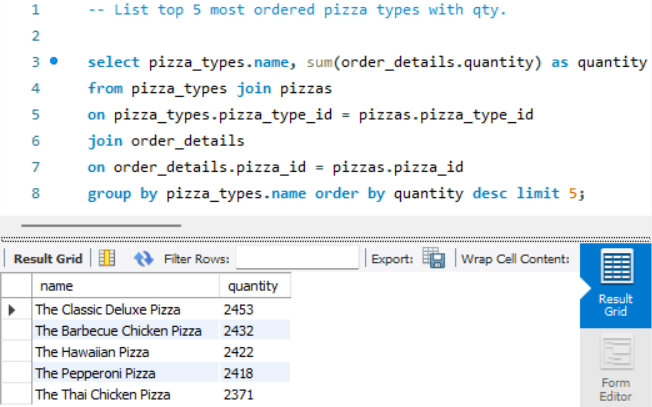 1 -- List top 5 most ordered pizza types with qty.
2
3 select pizza_types.name, sum(order_details.quantity) as quantity
4 from pizza_types join pizzas
5 on pizza_types.pizza_type_id = pizzas.pizza_type_id
6 join order_details
7 on order_details.pizza_id = pizzas.pizza_id
8 group by pizza_types.name order by quantity desc limit 5;
Result Grid Filter Rows: Export: Wrap Cell Content:
name quantity
The Classic Deluxe Pizza 2453
The Barbecue Chicken Pizza 2432
The Hawaiian Pizza 2422
The Pepperoni Pizza 2418
The Thai Chicken Pizza 2371
Result
Grid
Form
Editor